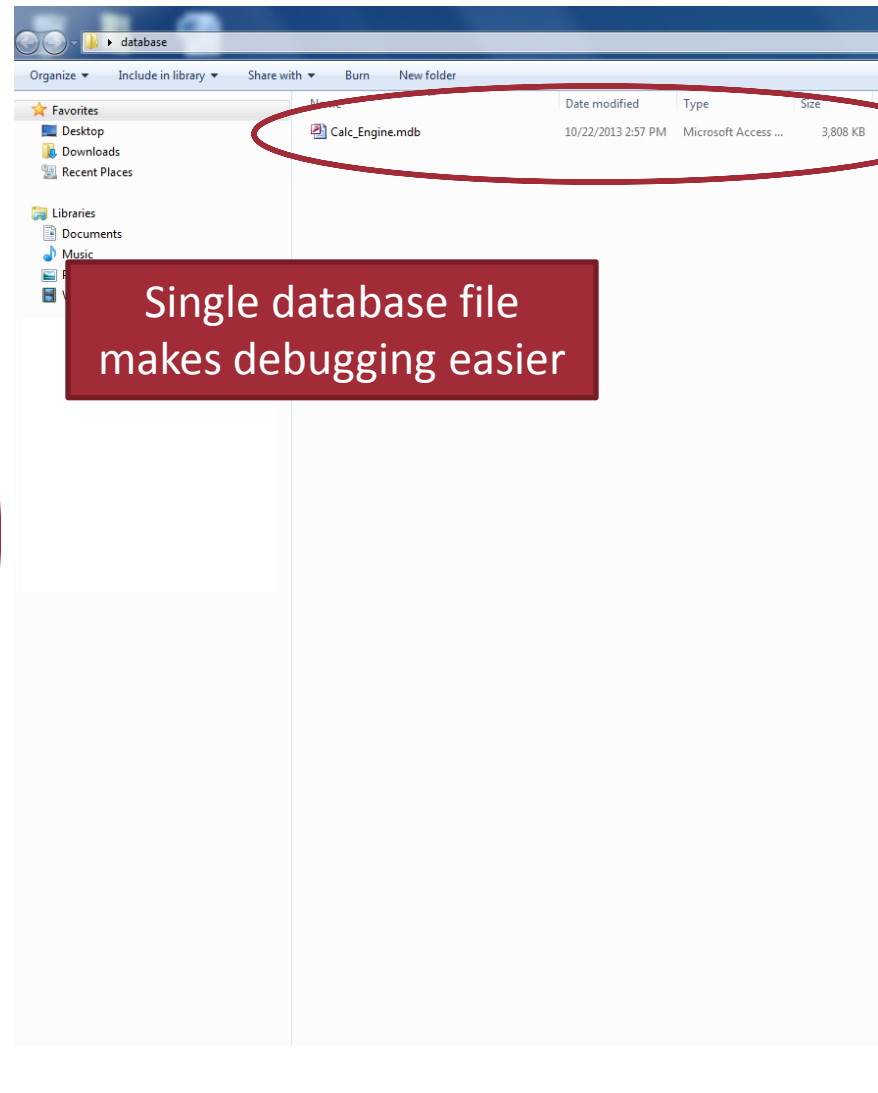 database
Organize Include in library Share with Burn New folder
Favorites
Desktop
Downloads
Recent Places
Libraries
Documents
Music
Date modified Type Size
Calc_Engine.mdb 10/22/2013 2:57 PM Microsoft Access ... 3,808 KB
Single database file
makes debugging easier